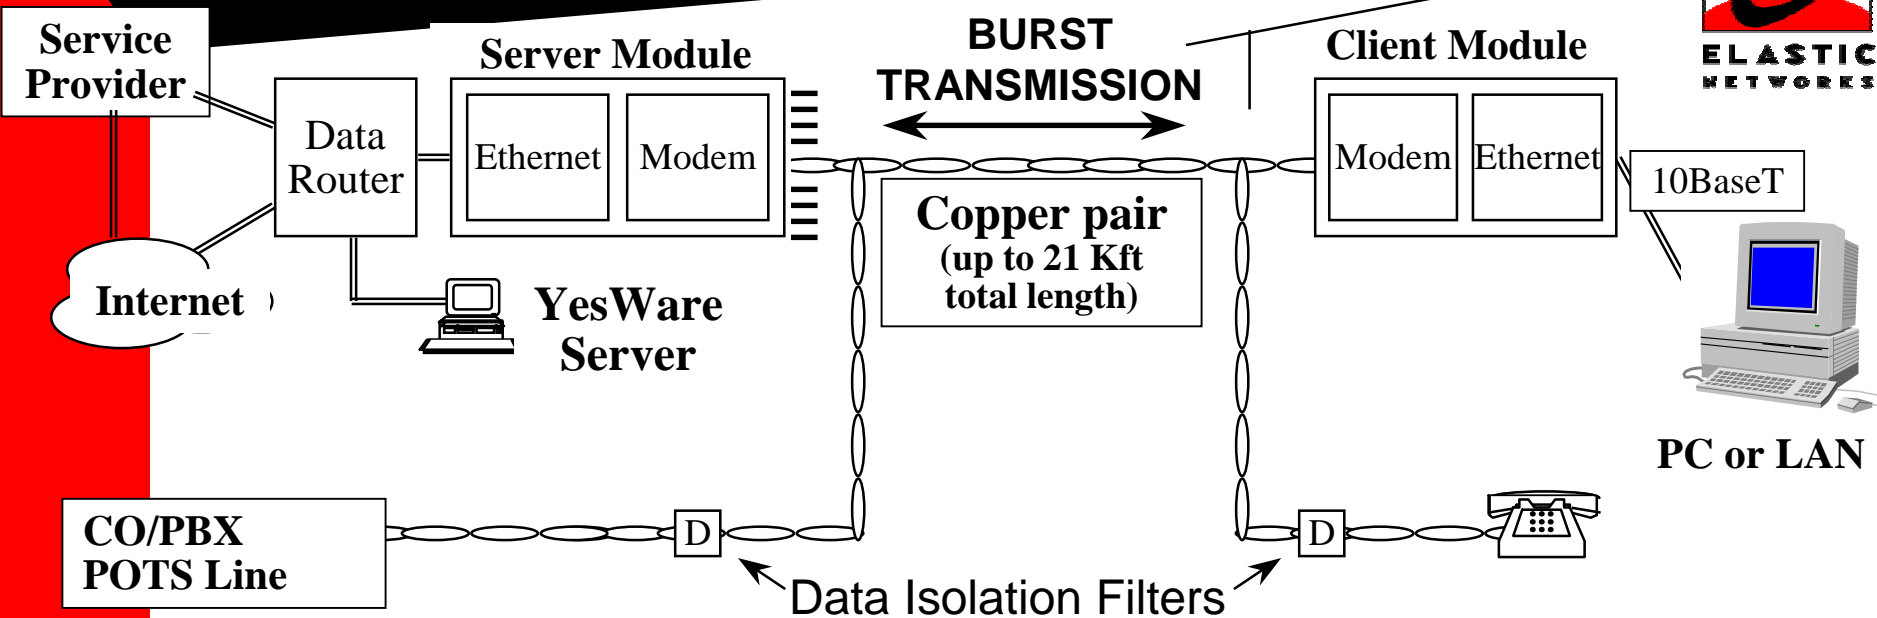 Service
Provider
Server Module
BURST
TRANSMISSION
Client Module
ELASTIC
NETWORKS
Data
Router
Ethernet
Modem
Modem
Ethernet
10BaseT
Copper pair
(up to 21 Kft
total length)
Internet
YesWare
Server
PC or LAN
CO/PBX
POTS Line
D
D
Data Isolation Filters